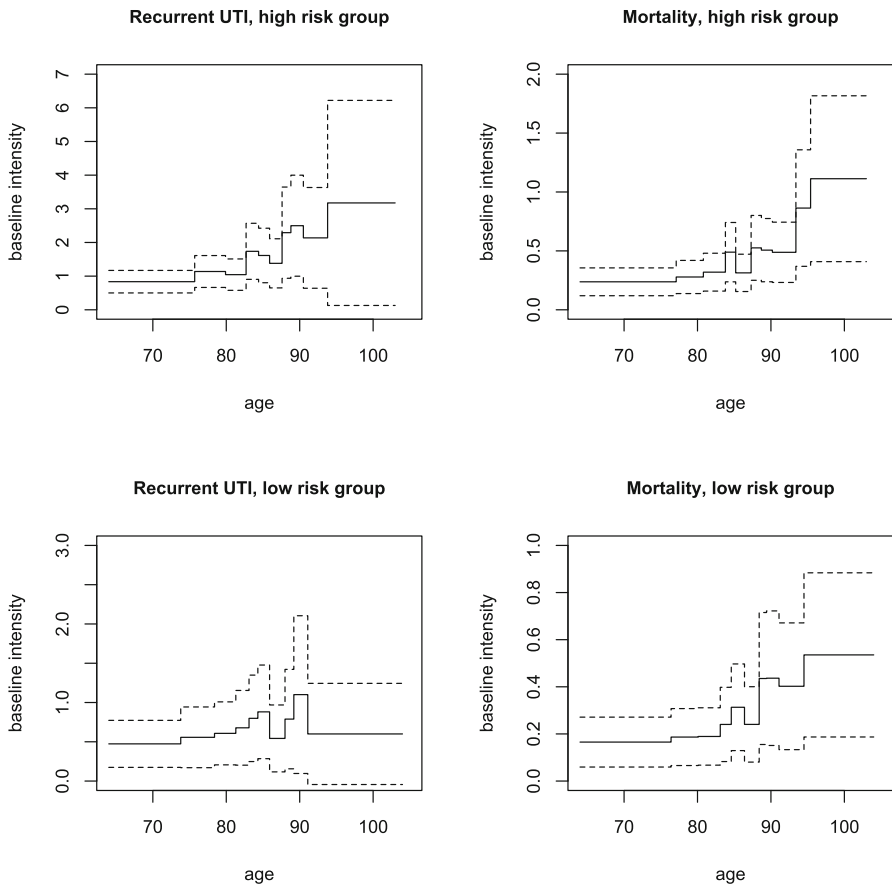 Recurrent UTI, high risk group
baseline intensity
7
6
5
4
3
2
1
0
70 80 90 100
age
Mortality, high risk group
baseline intensity
2.0
1.5
1.0
0.5
0.0
70 80 90 100
age
Recurrent UTI, low risk group
baseline intensity
3.0
2.0
1.0
0.0
70 80 90 100
age
Mortality, low risk group
baseline intensity
1.0
0.8
0.6
0.4
0.2
0.0
70 80 90 100
age